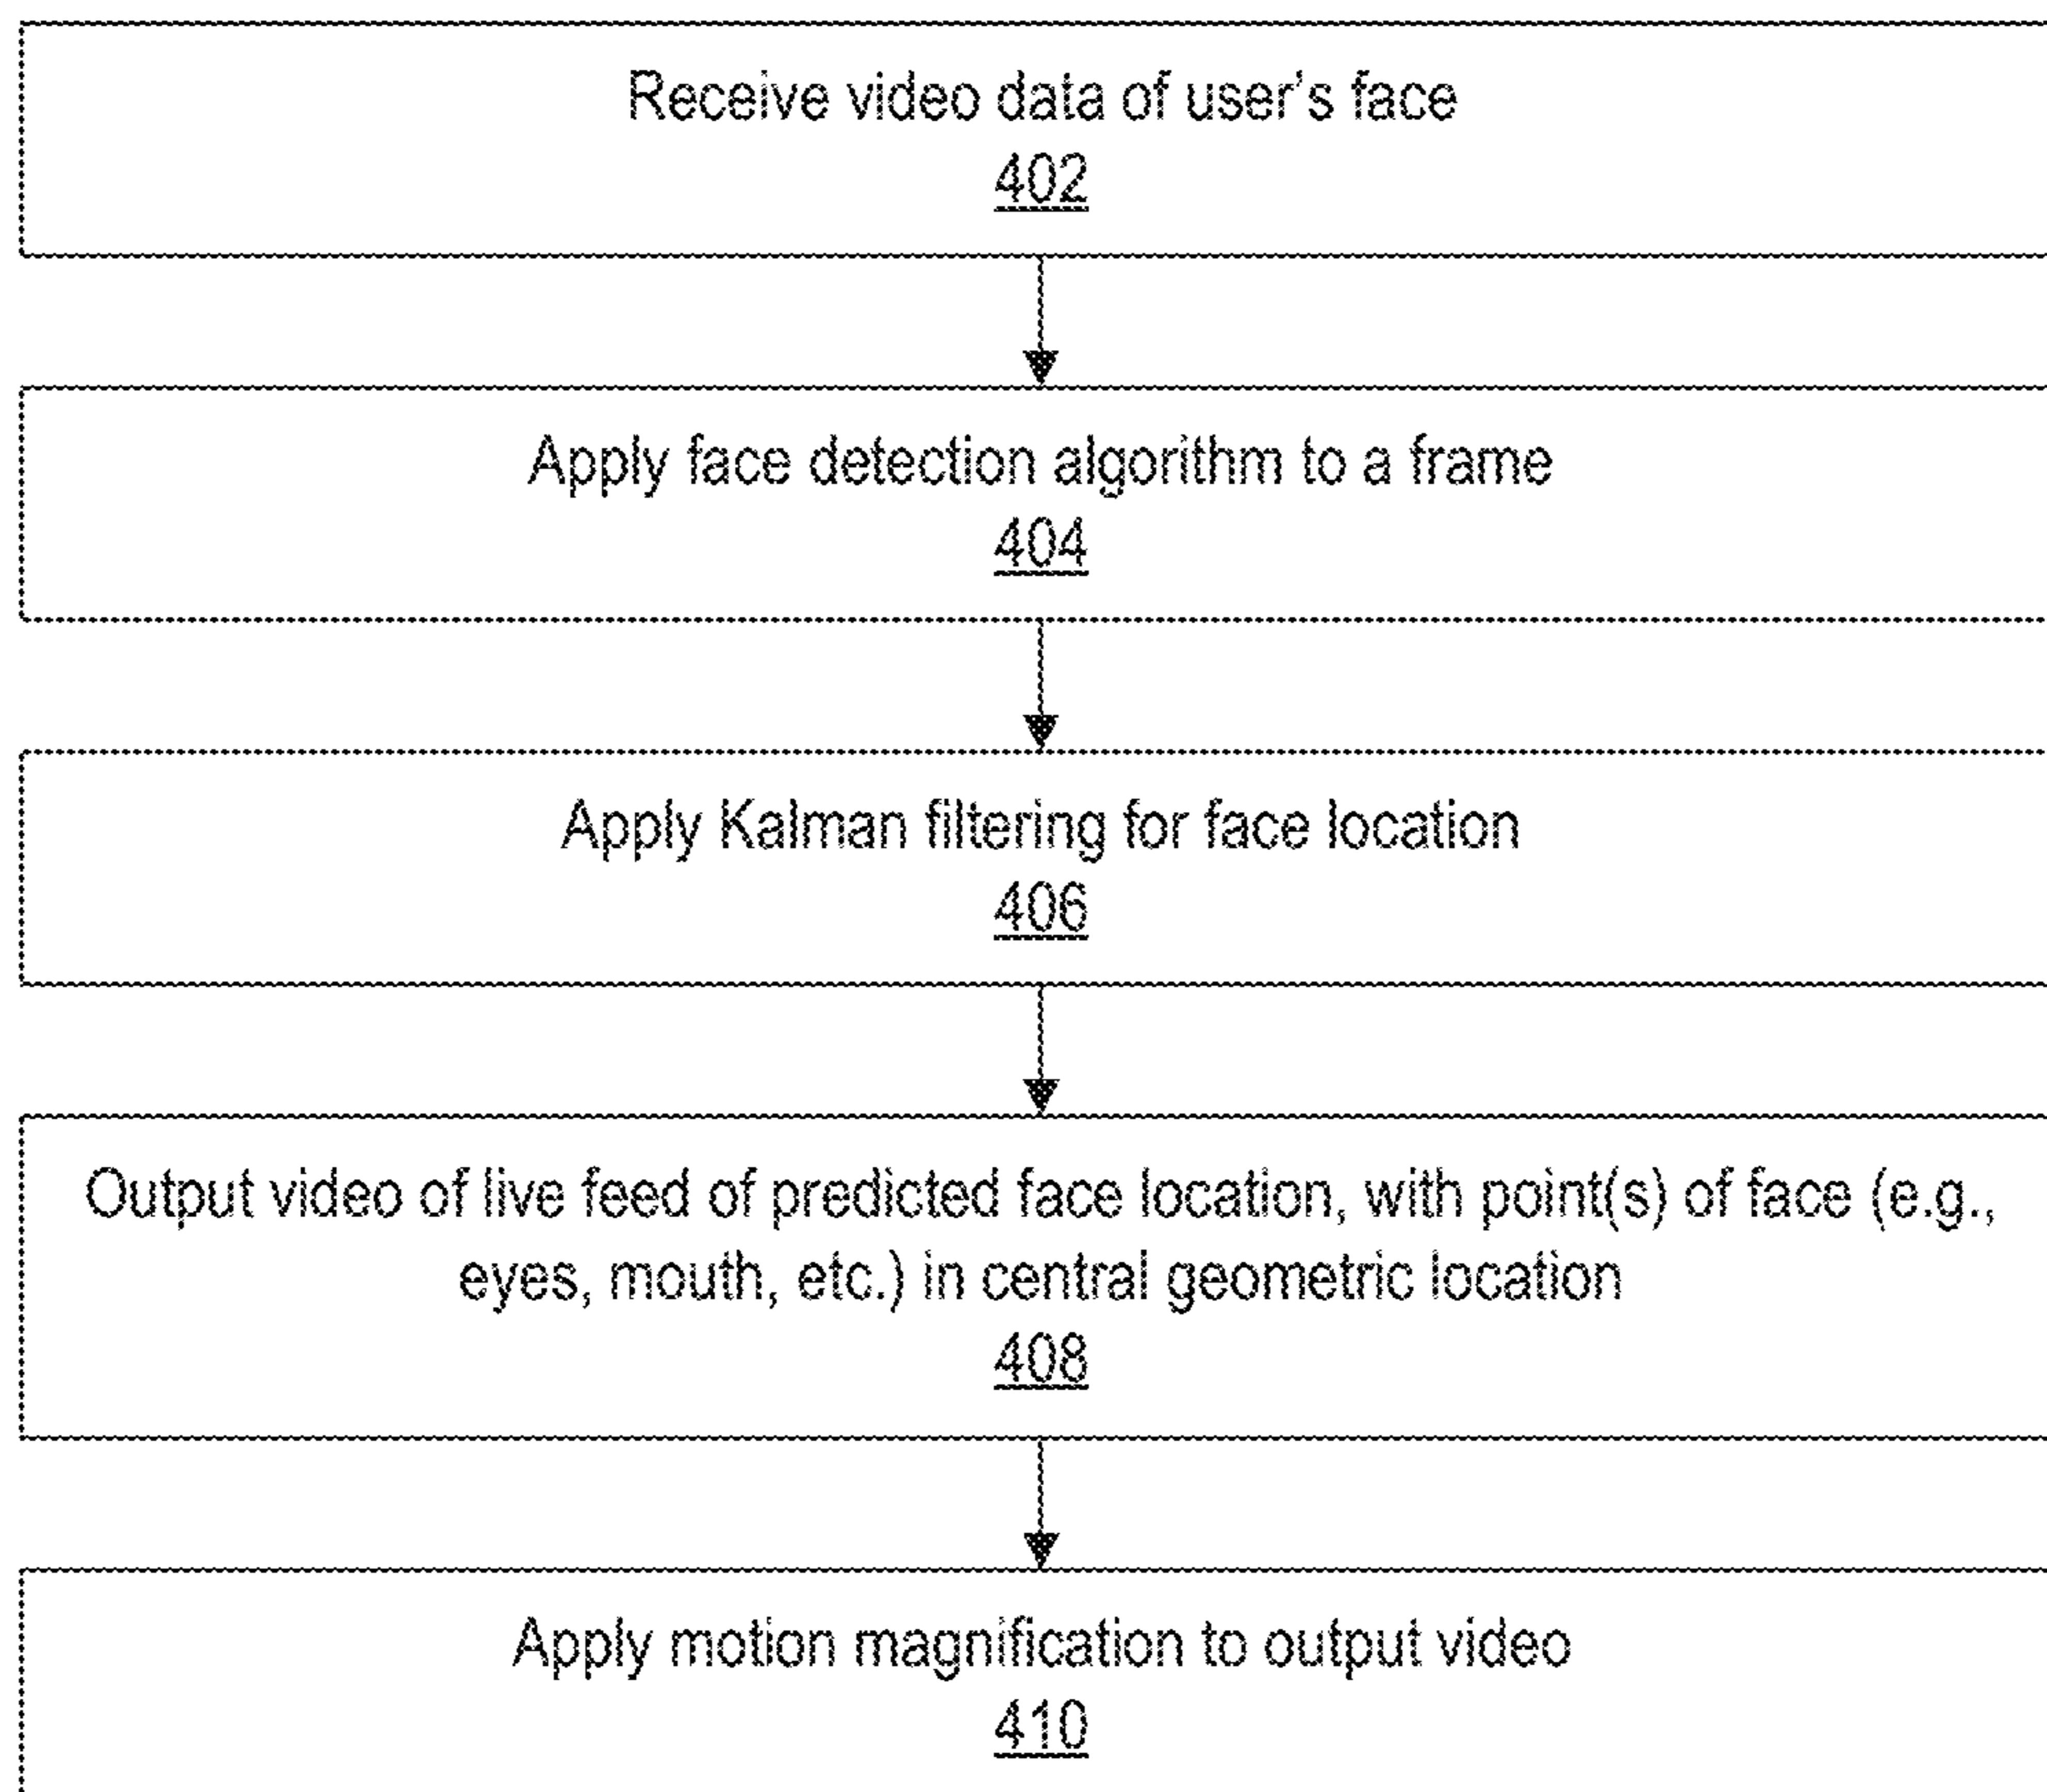 Receive video data of user's face
402
Apply face detection algorithm to a frame
404
Apply Kalman filtering for face location
406
Output video of live feed of predicted face location, with point(s) of face (e.g.,
eyes, mouth, etc.) in central geometric location
408
Apply motion magnification to output video
410